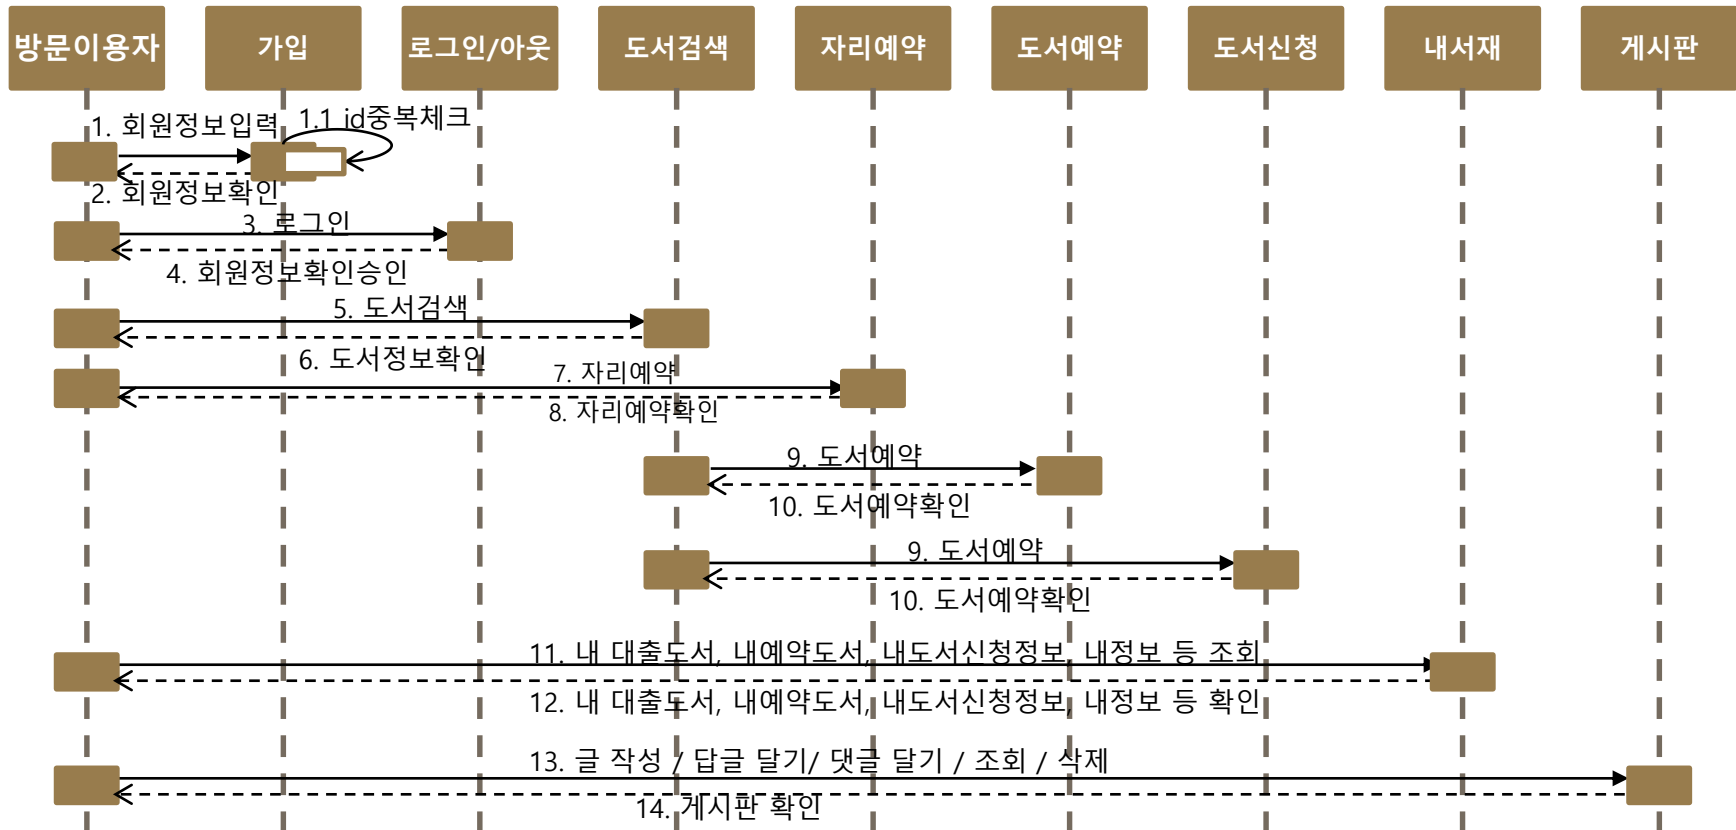 방문이용자
가입
로그인/아웃
도서검색
자리예약
도서예약
도서신청
내서재
게시판
1. 회원정보입력
1.1 id중복체크
2. 회원정보확인
3. 로그인
4. 회원정보확인승인
5. 도서검색
6. 도서정보확인
7. 자리예약
8. 자리예약확인
9. 도서예약
10. 도서예약확인
9. 도서예약
10. 도서예약확인
11. 내 대출도서, 내예약도서, 내도서신청정보, 내정보 등 조회
12. 내 대출도서, 내예약도서, 내도서신청정보, 내정보 등 확인
13. 글 작성 / 답글 달기/ 댓글 달기 / 조회 / 삭제
14. 게시판 확인